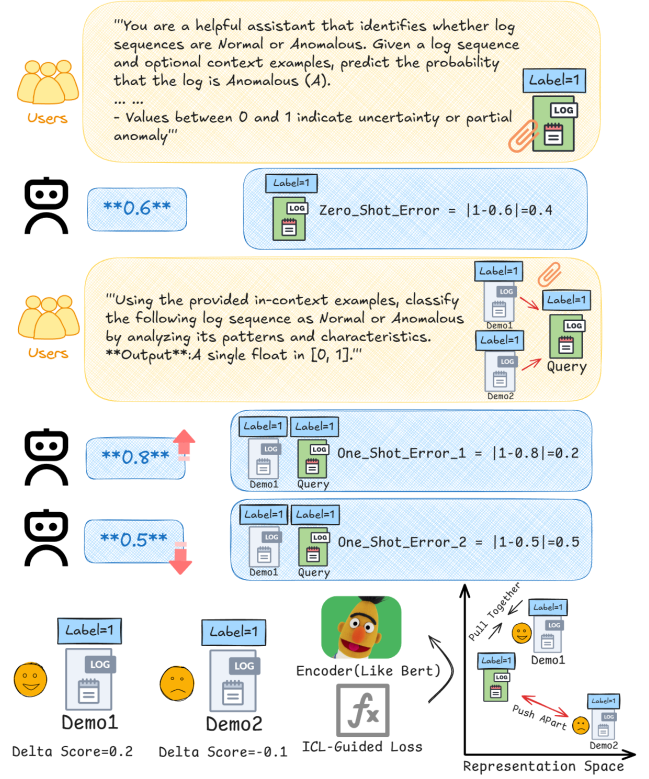 '''You are a helpful assistant that identifies whether log
sequences are Normal or Anomalous. Given a log sequence
and optional context examples, predict the probability
that the log is Anomalous (A).
... ...
- Values between 0 and 1 indicate uncertainty or partial
anomaly'''
Label=1
LOG
Users
**0.6**
Label=1
LOG
Zero_Shot_Error = |1-0.6|=0.4
'''Using the provided in-context examples, classify
the following log sequence as Normal or Anomalous
by analyzing its patterns and characteristics.
**Output**:A single float in [0, 1].'''
Users
Label=1
LOG
Demo1
Label=1
LOG
Demo2
Label=1
LOG
Query
**0.8**
Label=1
LOG
Demo1
Label=1
LOG
Query
One_Shot_Error_1 = |1-0.8|=0.2
**0.5**
Label=1
LOG
Demo1
Label=1
LOG
Query
One_Shot_Error_2 = |1-0.5|=0.5
Label=1
LOG
Demo1
Delta Score=0.2
Label=1
LOG
Demo2
Delta Score=-0.1
Encoder(Like Bert)
fx
ICL-Guided Loss
Pull Together
Label=1
LOG
Demo1
Label=1
LOG
Push APart
Label=1
LOG
Demo2
Representation Space